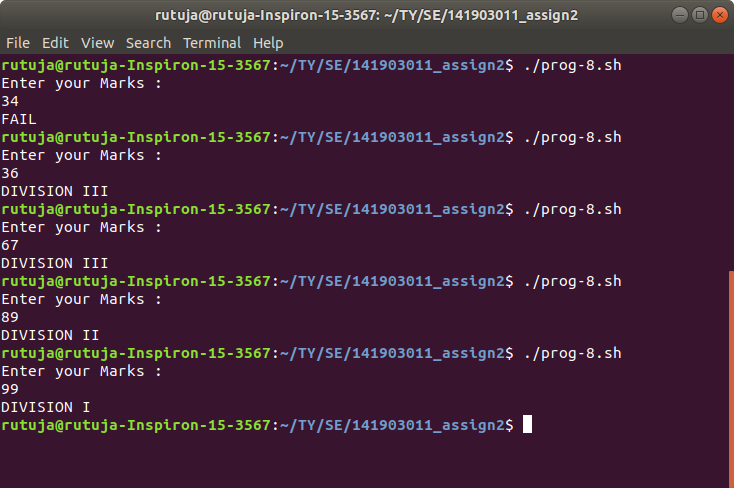 rutuja@rutuja-Inspiron-15-3567: ~/TY/SE/141903011_assign2
File Edit View Search Terminal Help
rutuja@rutuja-Inspiron-15-3567:~/TY/SE/141903011_assign2$ ./prog-8.sh
Enter your Marks :
34
FAIL
rutuja@rutuja-Inspiron-15-3567:~/TY/SE/141903011_assign2$ ./prog-8.sh
Enter your Marks :
36
DIVISION III
rutuja@rutuja-Inspiron-15-3567:~/TY/SE/141903011_assign2$ ./prog-8.sh
Enter your Marks :
67
DIVISION III
rutuja@rutuja-Inspiron-15-3567:~/TY/SE/141903011_assign2$ ./prog-8.sh
Enter your Marks :
89
DIVISION II
rutuja@rutuja-Inspiron-15-3567:~/TY/SE/141903011_assign2$ ./prog-8.sh
Enter your Marks :
99
DIVISION I
rutuja@rutuja-Inspiron-15-3567:~/TY/SE/141903011_assign2$